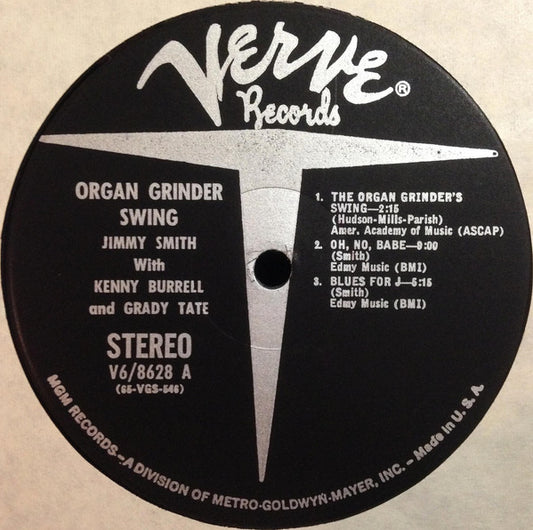 VERVE ®
Records
ORGAN GRINDER
SWING
JIMMY SMITH
With
KENNY BURRELL
and GRADY TATE
STEREO
V6/8628 A
(65-VGS-546)
1. THE ORGAN GRINDER'S
SWING—2:15
(Hudson-Mills-Parish)
Amer. Academy of Music (ASCAP)
2. OH, NO, BABE—9:00
(Smith)
Edmy Music (BMI)
3. BLUES FOR J—5:15
(Smith)
Edmy Music (BMI)
MGM RECORDS—A DIVISION OF METRO-GOLDWYN-MAYER, INC. — Made in U. S. A.